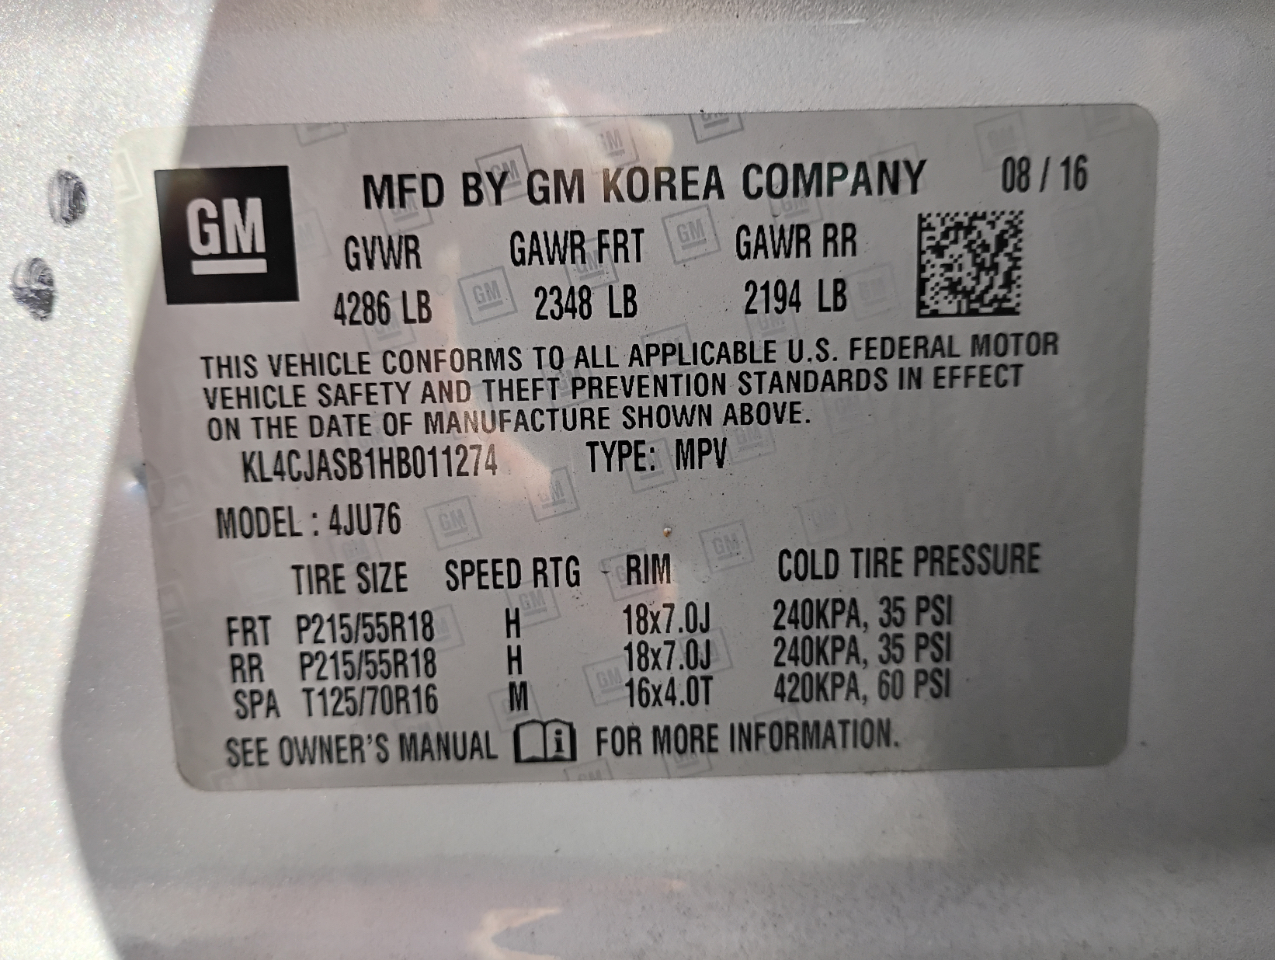 GM
MFD BY GM KOREA COMPANY 08 / 16
GVWR GAWR FRT GAWR RR
4286 LB 2348 LB 2194 LB
THIS VEHICLE CONFORMS TO ALL APPLICABLE U.S. FEDERAL MOTOR
VEHICLE SAFETY AND THEFT PREVENTION STANDARDS IN EFFECT
ON THE DATE OF MANUFACTURE SHOWN ABOVE.
KL4CJASB1HB011274 TYPE: MPV
MODEL : 4JU76
TIRE SIZE SPEED RTG RIM COLD TIRE PRESSURE
FRT P215/55R18 H 18x7.0J 240KPA, 35 PSI
RR P215/55R18 H 18x7.0J 240KPA, 35 PSI
SPA T125/70R16 M 16x4.0T 420KPA, 60 PSI
SEE OWNER'S MANUAL i FOR MORE INFORMATION.